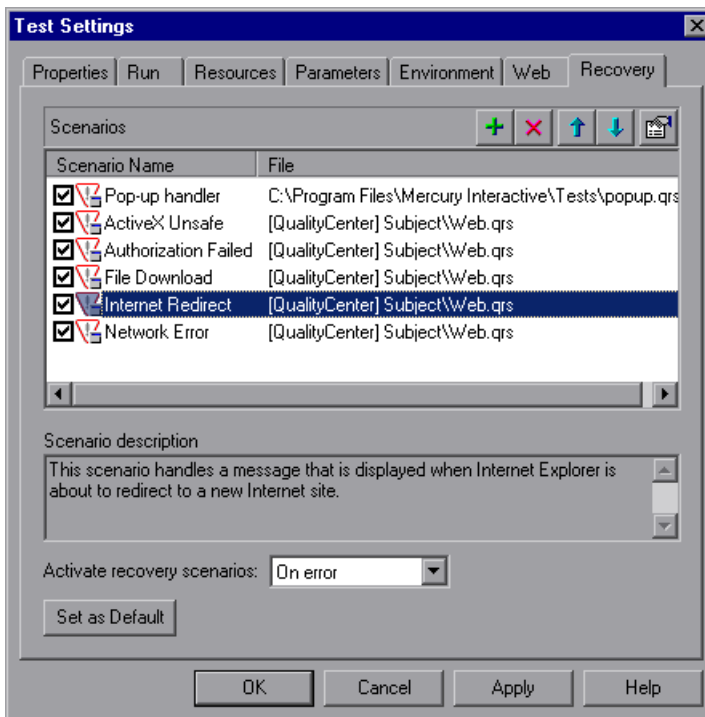 Test Settings
Properties Run Resources Parameters Environment Web Recovery
Scenarios
Scenario Name File
Pop-up handler C:\Program Files\Mercury Interactive\Tests\popup.qrs
ActiveX Unsafe [QualityCenter] Subject\Web.qrs
Authorization Failed [QualityCenter] Subject\Web.qrs
File Download [QualityCenter] Subject\Web.qrs
Internet Redirect [QualityCenter] Subject\Web.qrs
Network Error [QualityCenter] Subject\Web.qrs
Scenario description
This scenario handles a message that is displayed when Internet Explorer is
about to redirect to a new Internet site.
Activate recovery scenarios: On error
Set as Default
OK Cancel Apply Help